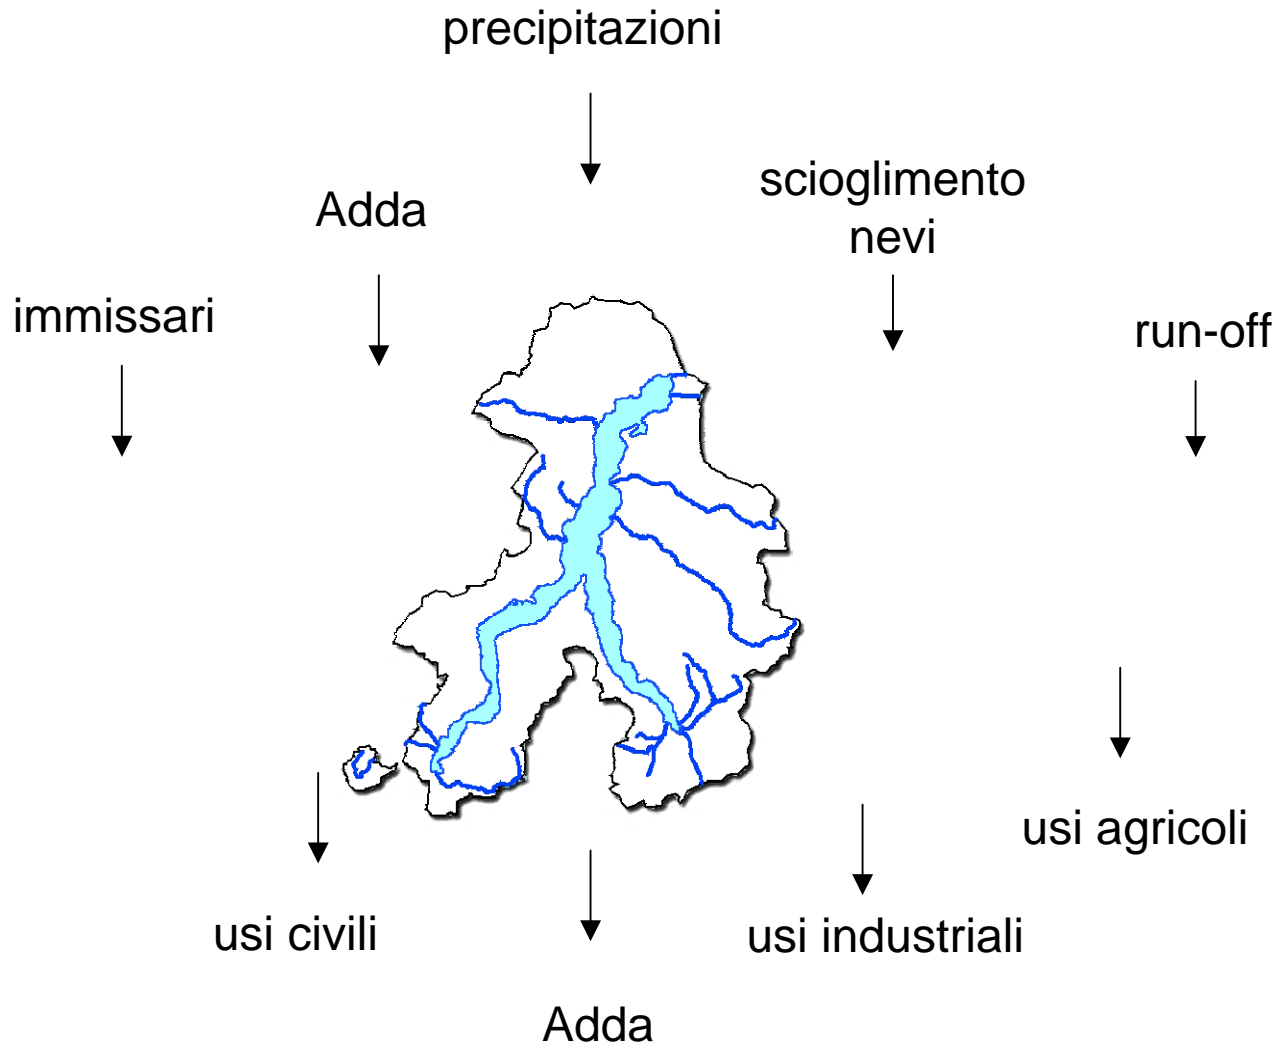 precipitazioni
Adda
scioglimento
nevi
immissari
run-off
usi agricoli
usi civili
usi industriali
Adda